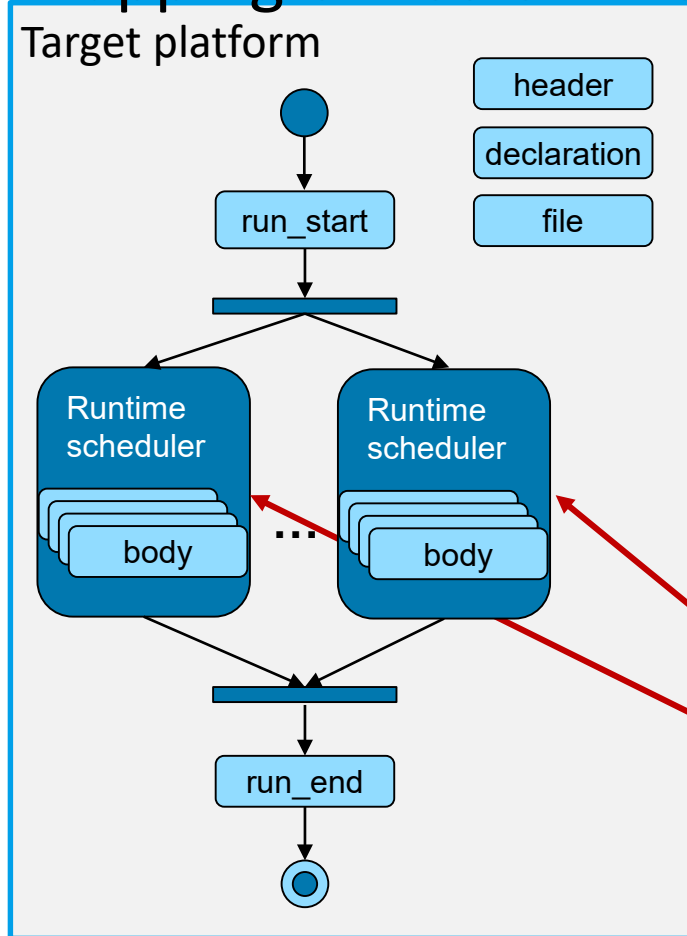 Target platform
header
declaration
file
run_start
Runtime
scheduler
body
...
Runtime
scheduler
body
run_end